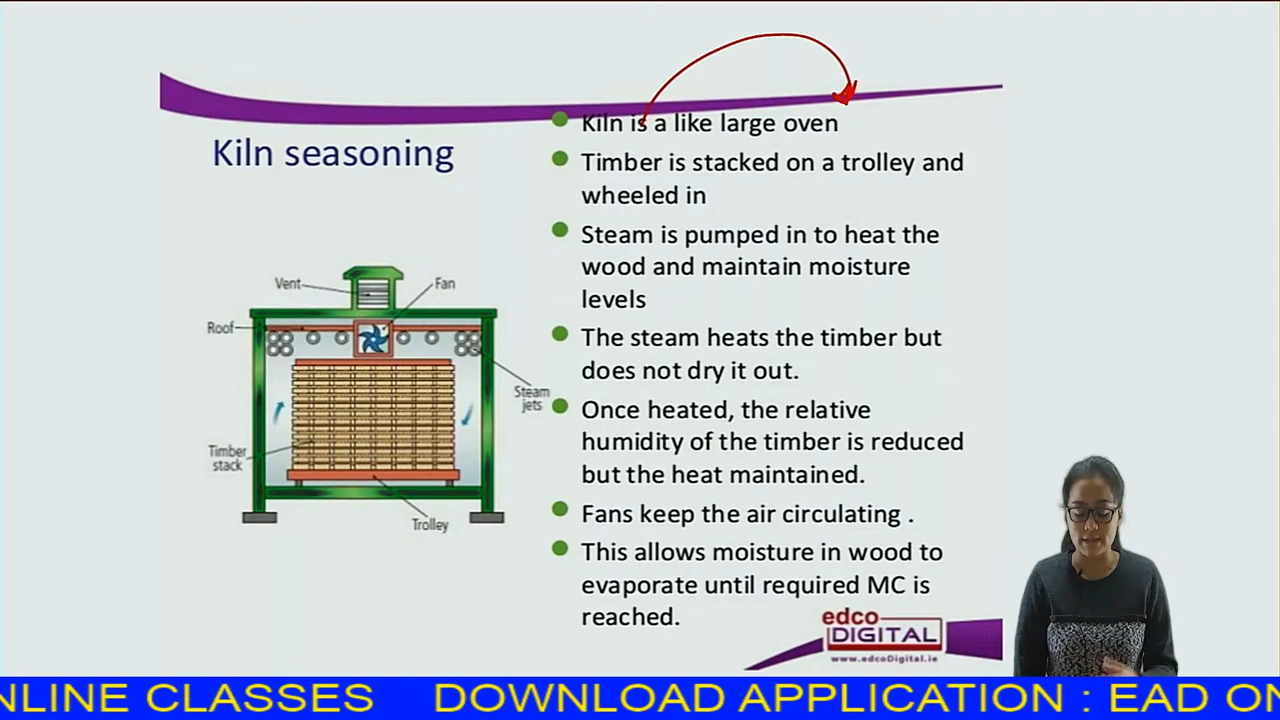 Kiln seasoning
Kiln is a like large oven
Timber is stacked on a trolley and
wheeled in
Steam is pumped in to heat the
wood and maintain moisture
levels
The steam heats the timber but
does not dry it out.
Once heated, the relative
humidity of the timber is reduced
but the heat maintained.
Fans keep the air circulating .
This allows moisture in wood to
evaporate until required MC is
reached.
Vent
Fan
Roof
Steam
jets
Timber
stack
Trolley
edco
DIGITAL
www.edcoDigital.ie
NLINE CLASSES DOWNLOAD APPLICATION : EAD ON